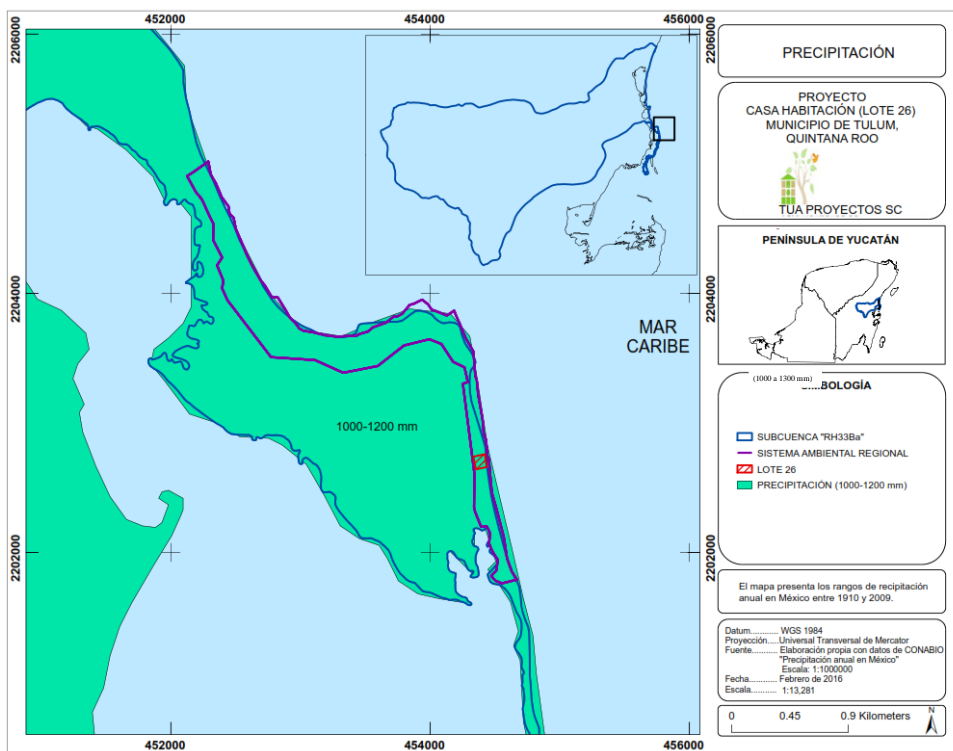 452000
454000
456000
2206000
2206000
2204000
2204000
2202000
2202000
452000
454000
456000
MAR
CARIBE
1000-1200 mm
PRECIPITACIÓN
PROYECTO
CASA HABITACIÓN (LOTE 26)
MUNICIPIO DE TULUM,
QUINTANA ROO
TUA PROYECTOS SC
PENÍNSULA DE YUCATÁN
(1000 a 1300 mm)
SUBCUENCA "RH33Ba"
SISTEMA AMBIENTAL REGIONAL
LOTE 26
PRECIPITACIÓN (1000-1200 mm)
El mapa presenta los rangos de recipitación
anual en México entre 1910 y 2009.
Datum............ WGS 1984
Proyección.....Universal Transversal de Mercator
Fuente........... Elaboración propia con datos de CONABIO
"Precipitación anual en México"
Escala: 1:1000000
Fecha............ Febrero de 2016
Escala........... 1:13,281
0 0.45 0.9 Kilometers
N